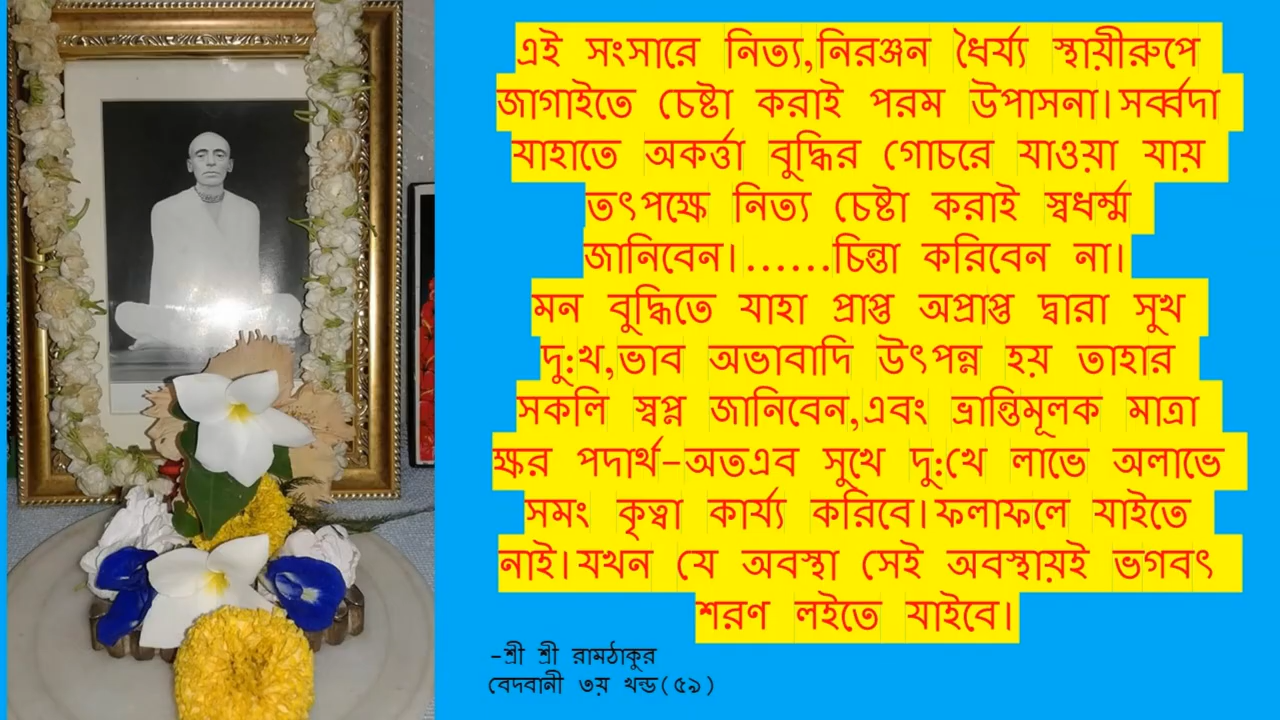 এই সংসারে নিত্য,নিরঞ্জন ধৈর্য্য স্থায়ীরুপে
জাগাইতে চেষ্টা করাই পরম উপাসনা।সর্ব্বদা
যাহাতে অকর্ত্তা বুদ্ধির গোচরে যাওয়া যায়
তৎপক্ষে নিত্য চেষ্টা করাই স্বধর্ম্ম
জানিবেন।......চিন্তা করিবেন না।
মন বুদ্ধিতে যাহা প্রাপ্ত অপ্রাপ্ত দ্বারা সুখ
দু:খ,ভাব অভাবাদি উৎপন্ন হয় তাহার
সকলি স্বপ্ন জানিবেন,এবং ভ্রান্তিমূলক মাত্রা
ক্ষর পদার্থ-অতএব সুখে দু:খে লাভে অলাভে
সমং কৃত্বা কার্য্য করিবে।ফলাফলে যাইতে
নাই।যখন যে অবস্থা সেই অবস্থায়ই ভগবৎ
শরণ লইতে যাইবে।
-শ্রী শ্রী রামঠাকুর
বেদবানী ৩য় খন্ড(৫৯)